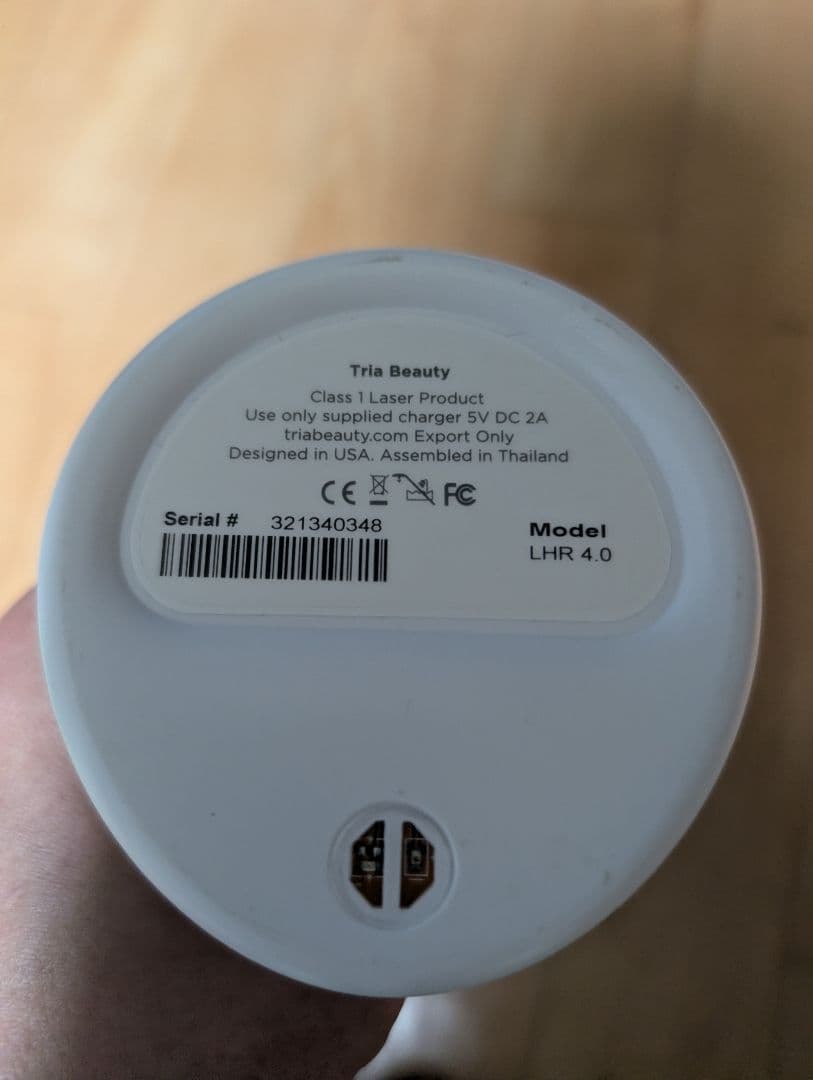 Tria Beauty
Class 1 Laser Product
Use only supplied charger 5V DC 2A
triabeauty.com Export Only
Designed in USA. Assembled in Thailand
CE FC
Serial # 321340348
Model
LHR 4.0